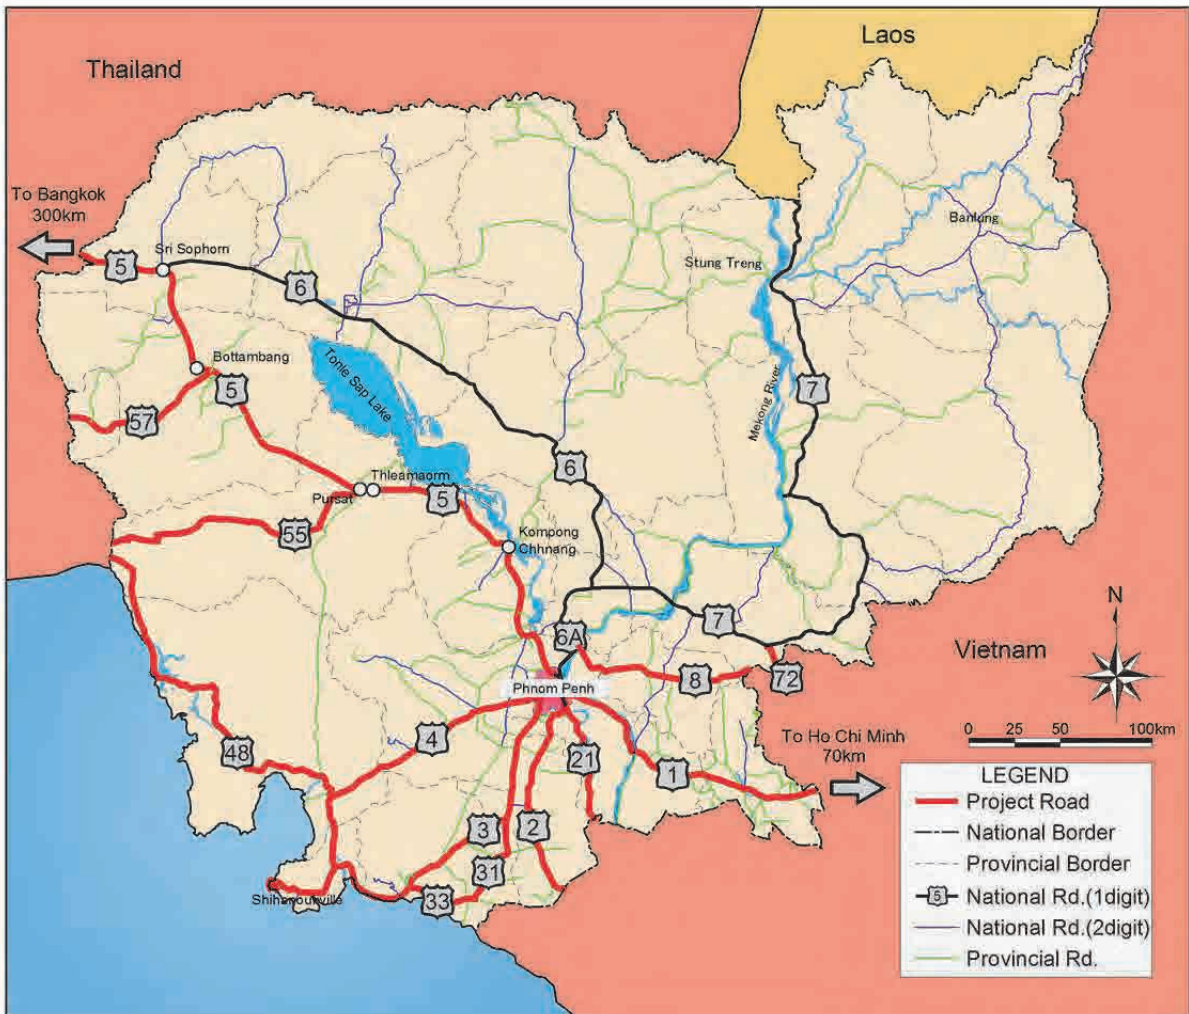 Laos
Thailand
To Bangkok
300km
Banlung
Sri Sophorn
5
Stung Treng
6
Bottambang
Tonle Sap Lake
Mekong River
5
7
57
6
Thleamaorm
Pursat
5
55
Kompong
Chhnang
N
7
6A
Vietnam
8
72
Phnom Penh
0 25 50 100km
4
To Ho Chi Minh
70km
48
21
1
LEGEND
Project Road
National Border
Provincial Border
5 National Rd.(1digit)
National Rd.(2digit)
Provincial Rd.
3
2
31
33
Shihanoukville